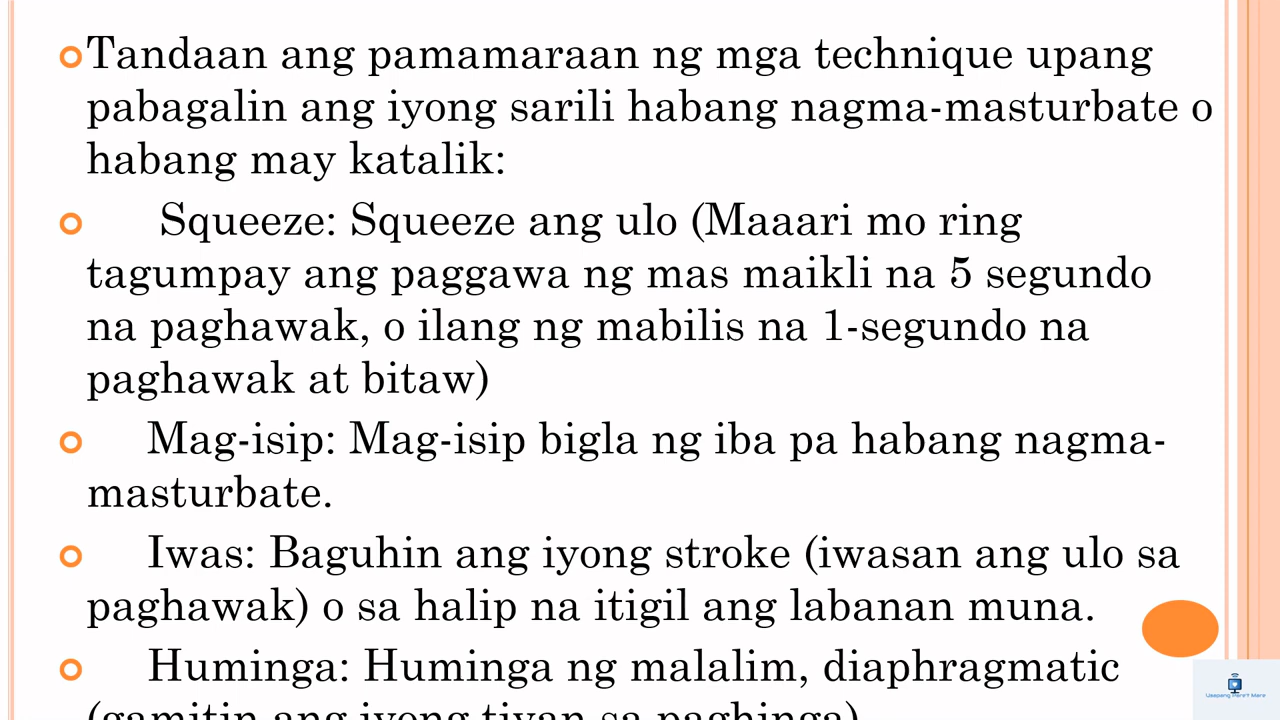 Tandaan ang pamamaraan ng mga technique upang
pabagalin ang iyong sarili habang nagma-masturbate o
habang may katalik:
Squeeze: Squeeze ang ulo (Maaari mo ring
tagumpay ang paggawa ng mas maikli na 5 segundo
na paghawak, o ilang ng mabilis na 1-segundo na
paghawak at bitaw)
Mag-isip: Mag-isip bigla ng iba pa habang nagma-
masturbate.
Iwas: Baguhin ang iyong stroke (iwasan ang ulo sa
paghawak) o sa halip na itigil ang labanan muna.
Huminga: Huminga ng malalim, diaphragmatic
(gamitin ang iyong tiyan sa paghinga)